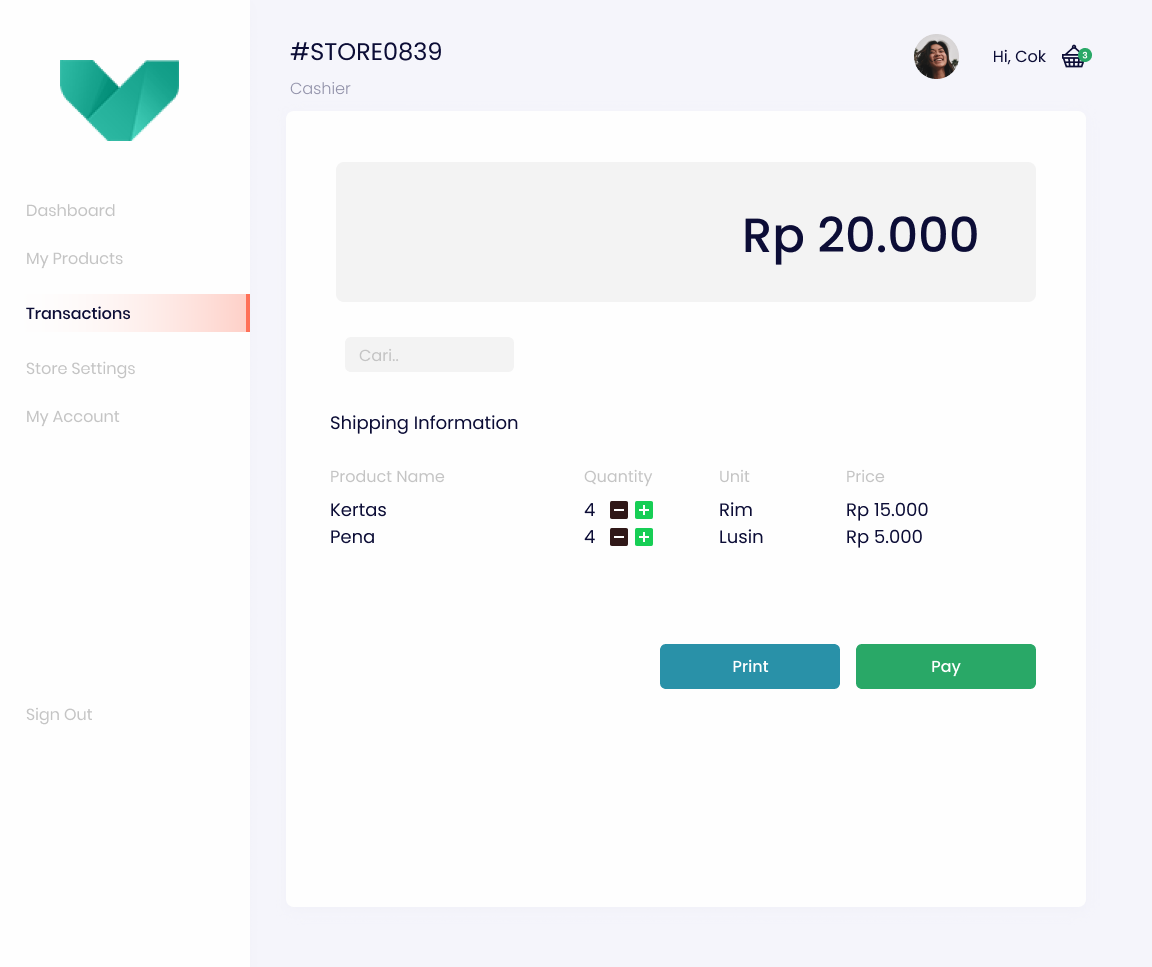 #STORE0839
Cashier
Hi, Cok
3
Dashboard
My Products
Transactions
Store Settings
My Account
Sign Out
Rp 20.000
Cari..
Shipping Information
Product Name Quantity Unit Price
Kertas 4 Rim Rp 15.000
Pena 4 Lusin Rp 5.000
Print Pay